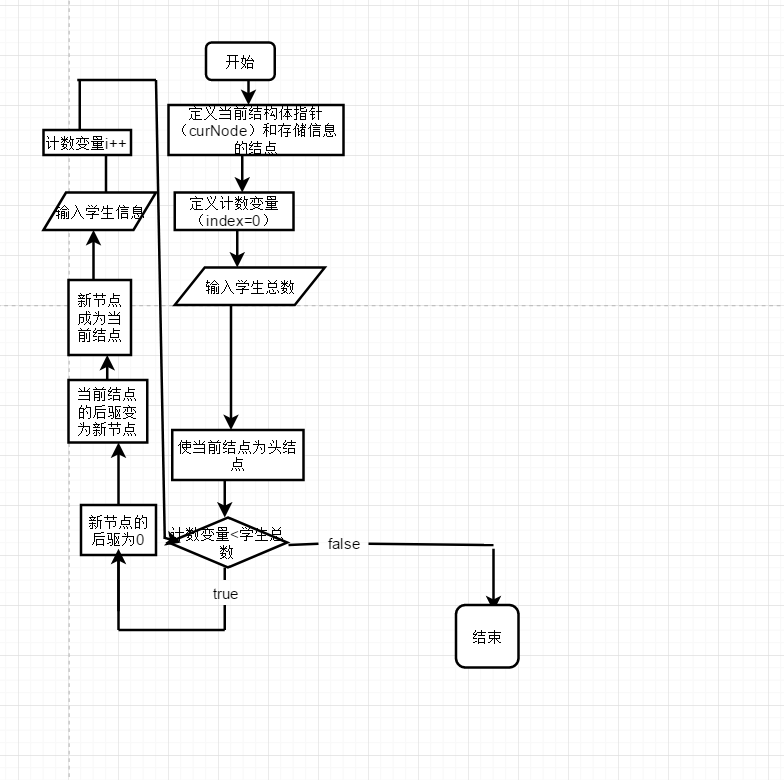 开始
定义当前结构体指针
（curNode）和存储信息
的结点
计数变量i++
输入学生信息
定义计数变量
（index=0）
输入学生总数
新节点
成为当
前结点
当前结点
的后驱变
为新节点
使当前结点为头结
点
新节点的
后驱为0
计数变量<学生总
数
false
true
结束